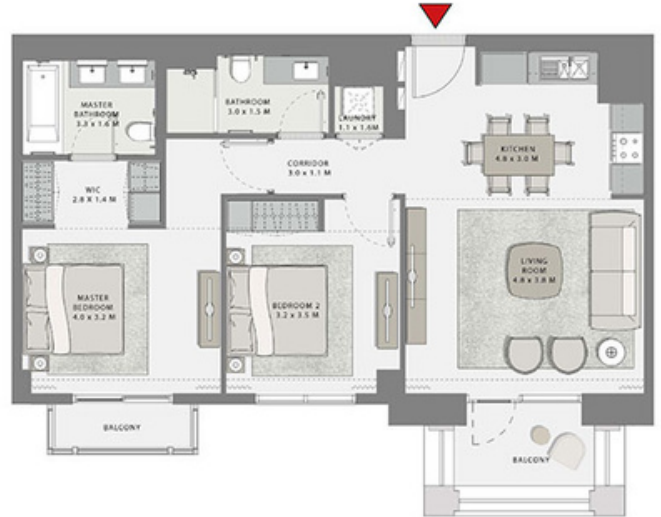 MASTER
BATHROOM
3.3 x 1.6 M
BATHROOM
3.0 x 1.5 M
LAUNDRY
1.1 x 1.6M
KITCHEN
4.8 x 3.0 M
CORRIDOR
3.0 x 1.1 M
WIC
2.8 X 1.4 M
MASTER
BEDROOM
4.0 x 3.2 M
BEDROOM 2
3.2 x 3.5 M
LIVING
ROOM
4.8 x 3.8 M
BALCONY
BALCONY